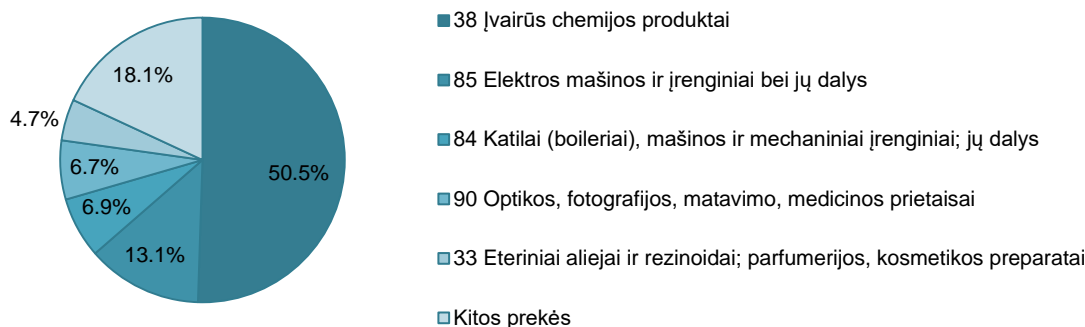 38 Įvairūs chemijos produktai
85 Elektros mašinos ir įrenginiai bei jų dalys
84 Katilai (boileriai), mašinos ir mechaniniai įrenginiai; jų dalys
90 Optikos, fotografijos, matavimo, medicinos prietaisai
33 Eteriniai aliejai ir rezinoidai; parfumerijos, kosmetikos preparatai
Kitos prekės
50.5%
13.1%
6.9%
6.7%
4.7%
18.1%